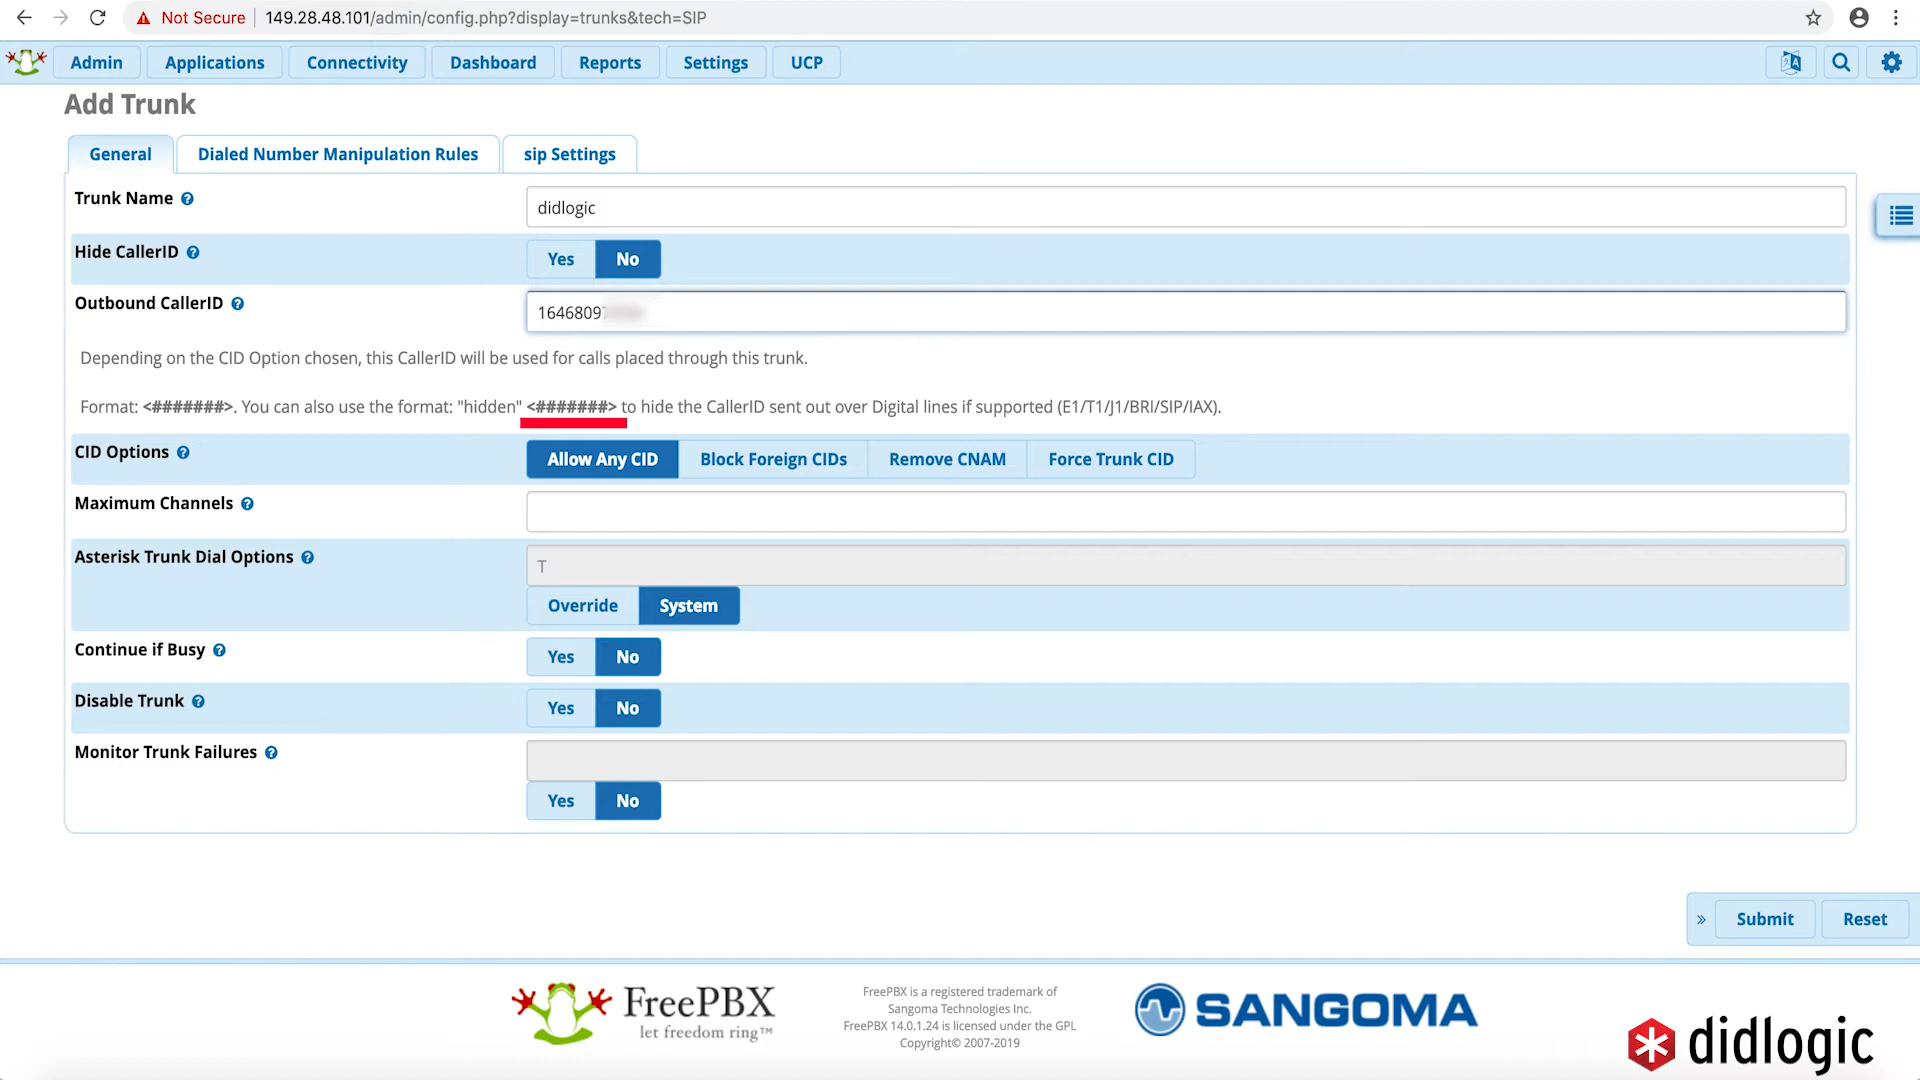 Not Secure 149.28.48.101/admin/config.php?display=trunks&tech=SIP
Admin Applications Connectivity Dashboard Reports Settings UCP
Add Trunk
General Dialed Number Manipulation Rules sip Settings
Trunk Name
didlogic
Hide CallerID
Yes No
Outbound CallerID
1646809
Depending on the CID Option chosen, this CallerID will be used for calls placed through this trunk.
Format: <#######>. You can also use the format: "hidden" <#######> to hide the CallerID sent out over Digital lines if supported (E1/T1/J1/BRI/SIP/IAX).
CID Options
Allow Any CID Block Foreign CIDs Remove CNAM Force Trunk CID
Maximum Channels
Asterisk Trunk Dial Options
T
Override System
Continue if Busy
Yes No
Disable Trunk
Yes No
Monitor Trunk Failures
Yes No
» Submit Reset
FreePBX
let freedom ring™
FreePBX is a registered trademark of
Sangoma Technologies Inc.
FreePBX 14.0.1.24 is licensed under the GPL
Copyright© 2007-2019
SANGOMA
didlogic